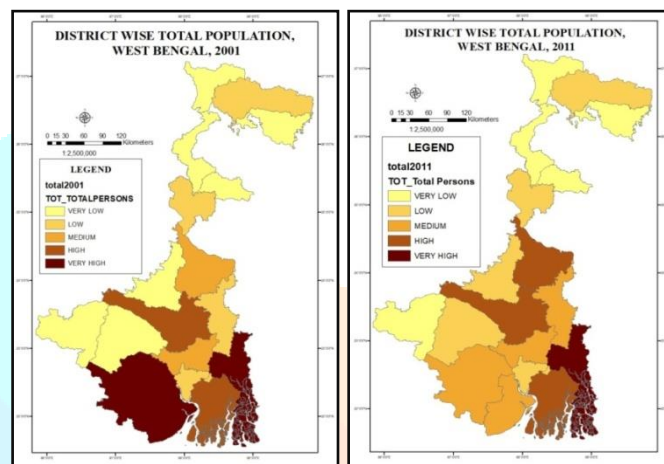 DISTRICT WISE TOTAL POPULATION,
WEST BENGAL, 2001
0 15 30 60 90 120
Kilometers
1:2,500,000
LEGEND
total2001
TOT_TOTALPERSONS
VERY LOW
LOW
MEDIUM
HIGH
VERY HIGH
DISTRICT WISE TOTAL POPULATION,
WEST BENGAL, 2011
0 15 30 60 90 120
Kilometers
1:2,500,000
LEGEND
total2011
TOT_Total Persons
VERY LOW
LOW
MEDIUM
HIGH
VERY HIGH